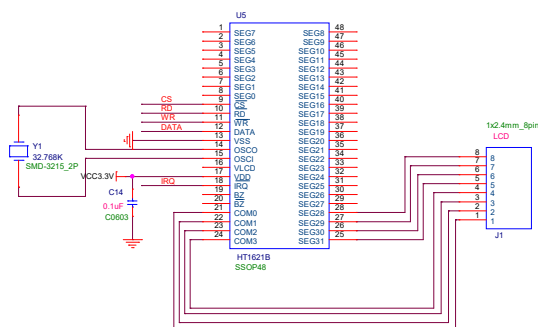 U5
1 SEG7 SEG8 48
2 SEG6 SEG9 47
3 SEG5 SEG10 46
4 SEG4 SEG11 45
5 SEG3 SEG12 44
6 SEG2 SEG13 43
7 SEG1 SEG14 42
8 SEG0 SEG15 41
CS 9 CS SEG16 40
RD 10 RD SEG17 39
WR 11 WR SEG18 38
DATA 12 DATA SEG19 37
13 VSS SEG20 36
14 OSCO SEG21 35
15 OSCI SEG22 34
16 VLCD SEG23 33
VCC3.3V 17 VDD SEG24 32
IRQ 18 IRQ SEG25 31
19 BZ SEG26 30
20 BZ SEG27 29
21 COM0 SEG28 28
22 COM1 SEG29 27
23 COM2 SEG30 26
24 COM3 SEG31 25
HT1621B
SSOP48
Y1
32.768K
SMD-3215_2P
C14
0.1uF
C0603
1x2.4mm_8pin
LCD
8 8
7 7
6 6
5 5
4 4
3 3
2 2
1 1
J1